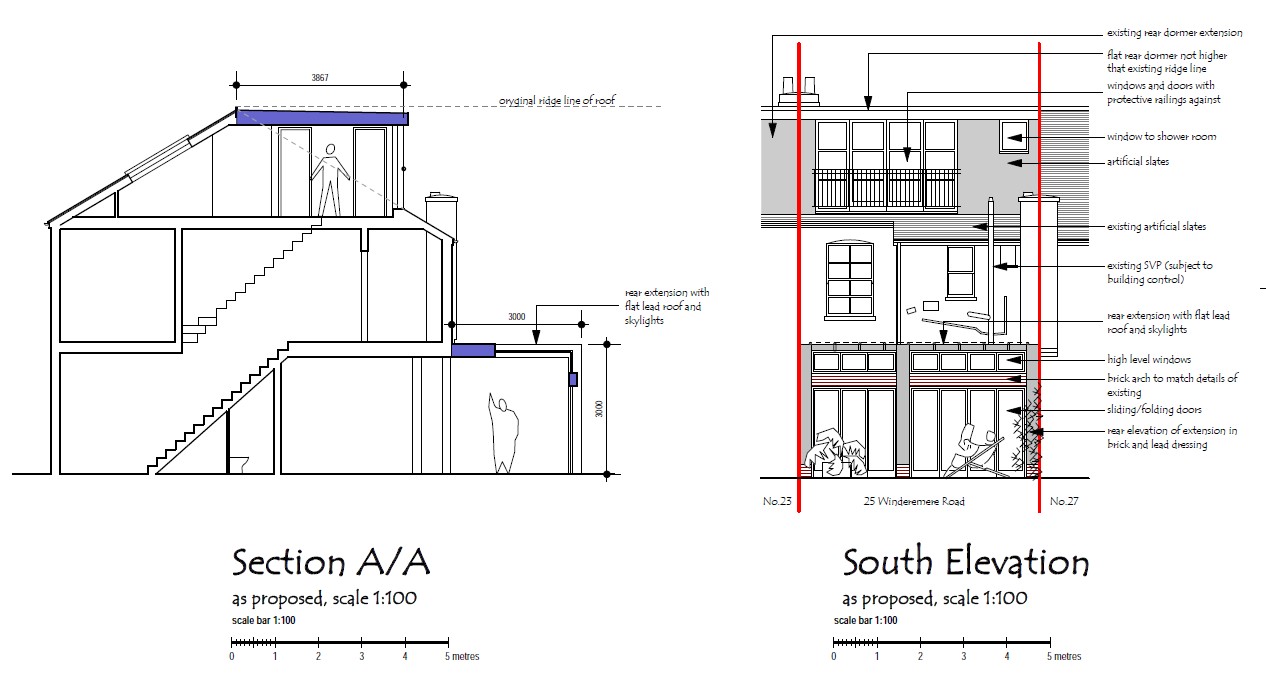 3867
oryginal ridge line of roof
rear extension with
flat lead roof and
skylights
3000
3000
Section A/A
as proposed, scale 1:100
scale bar 1:100
0 1 2 3 4 5 metres
existing rear dormer extension
flat rear dormer not higher
that existing ridge line
windows and doors with
protective railings against
window to shower room
artificial slates
existing artificial slates
existing SVP (subject to
building control)
rear extension with flat lead
roof and skylights
high level windows
brick arch to match details of
existing
sliding/folding doors
rear elevation of extension in
brick and lead dressing
No.23
25 Winderemere Road
No.27
South Elevation
as proposed, scale 1:100
scale bar 1:100
0 1 2 3 4 5 metres